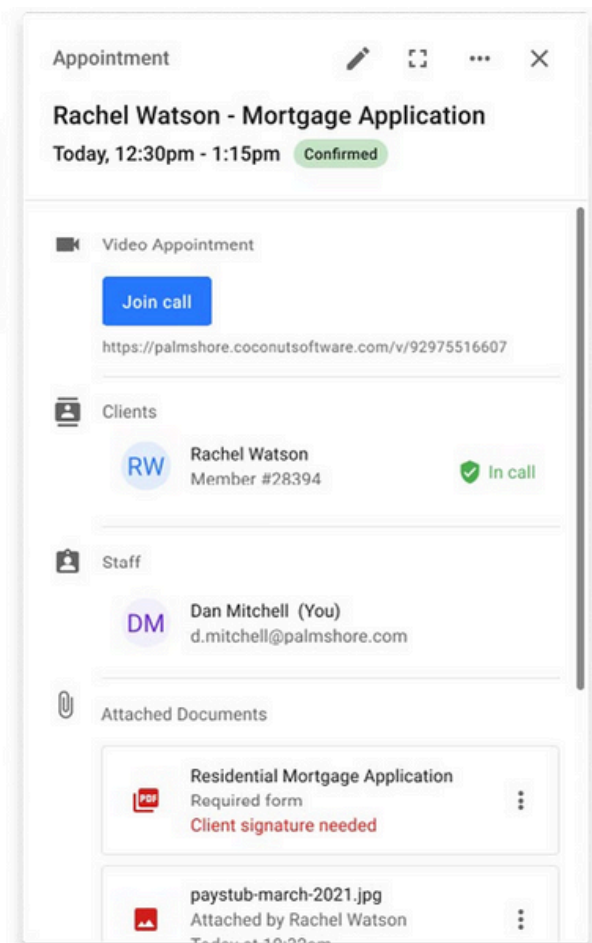 Appointment
Rachel Watson - Mortgage Application
Today, 12:30pm - 1:15pm Confirmed
Video Appointment
Join call
https://palmshore.coconutsoftware.com/v/92975516607
Clients
RW
Rachel Watson
Member #28394
In call
Staff
DM
Dan Mitchell (You)
d.mitchell@palmshore.com
Attached Documents
PDF
Residential Mortgage Application
Required form
Client signature needed
paystub-march-2021.jpg
Attached by Rachel Watson